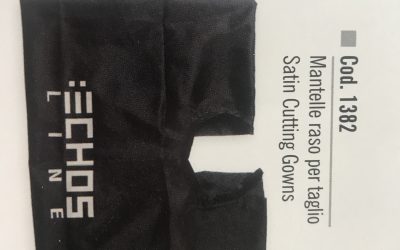 Cod. 1382
Mantelle raso per taglio
Satin Cutting Gowns
ECHOS
LINE